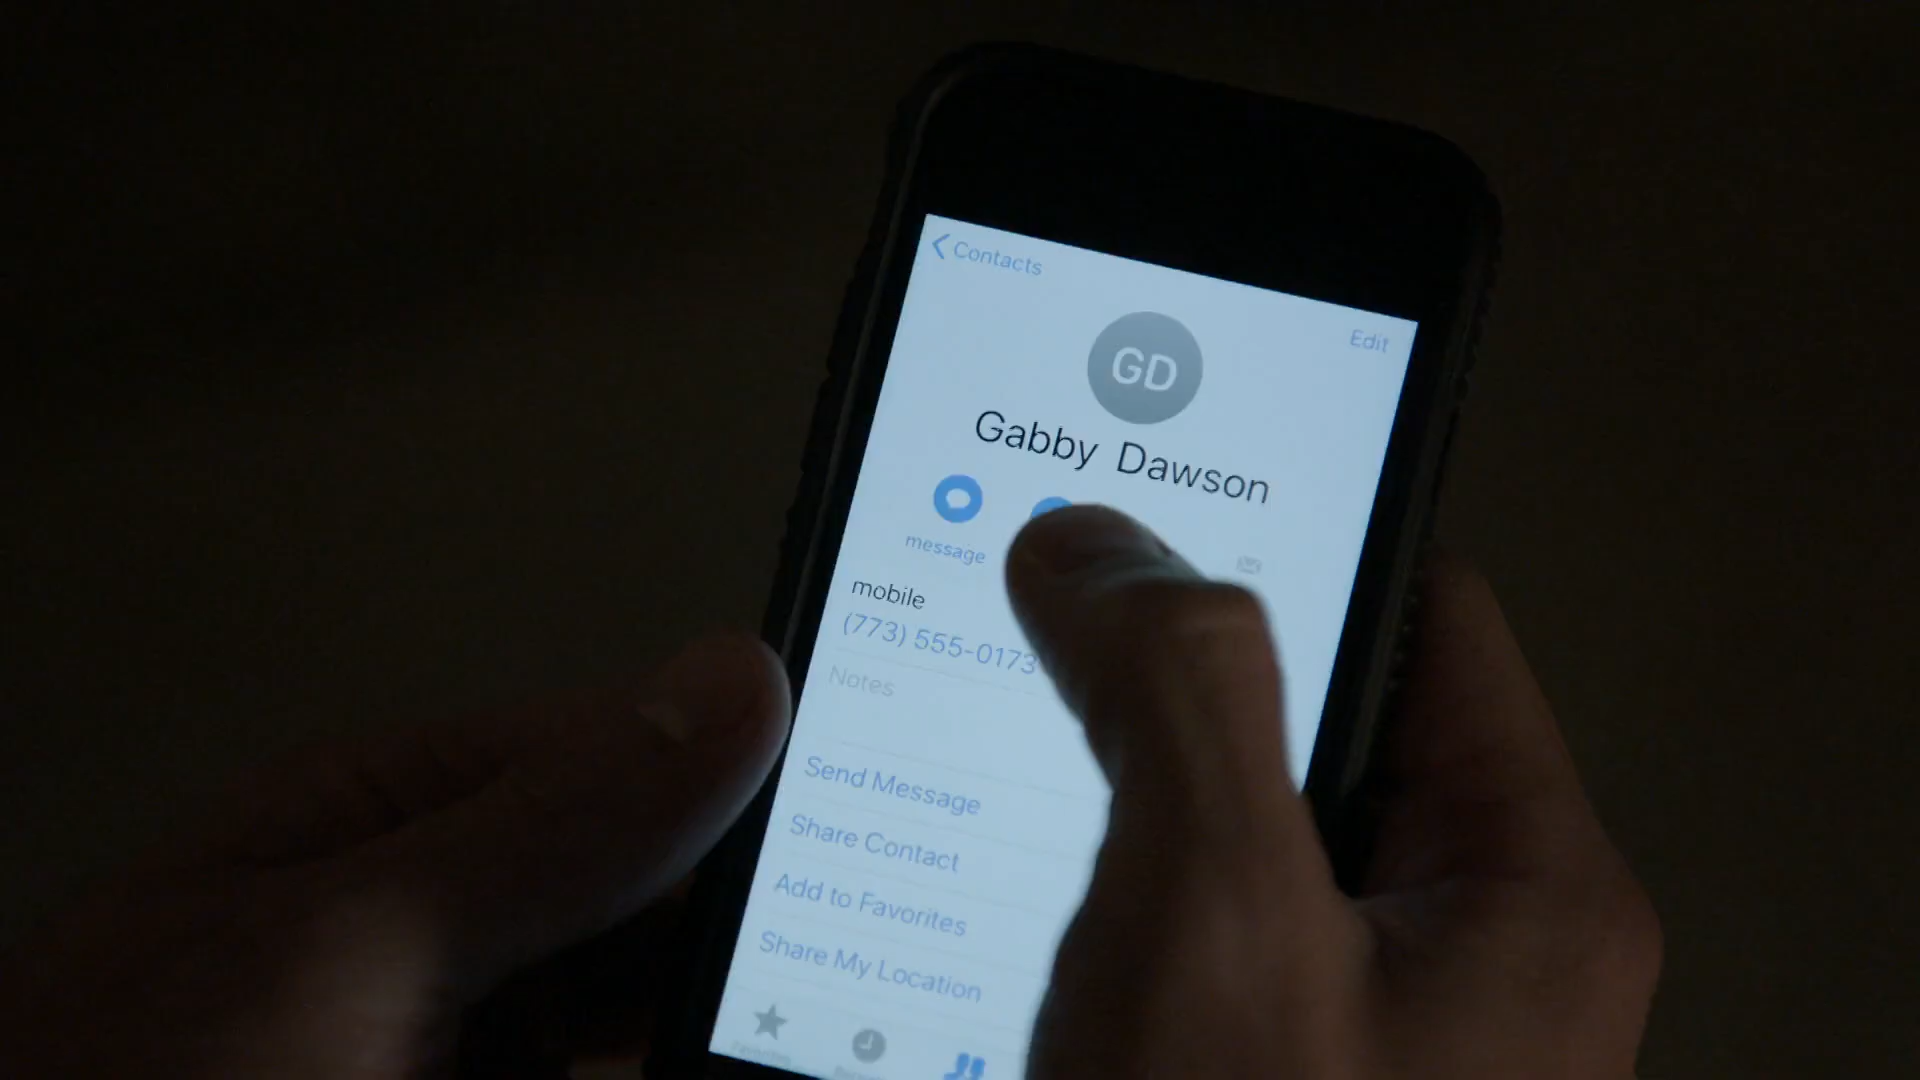 Contacts
Edit
GD
Gabby Dawson
message
mobile
(773) 555-0173
Notes
Send Message
Share Contact
Add to Favorites
Share My Location
Favorites